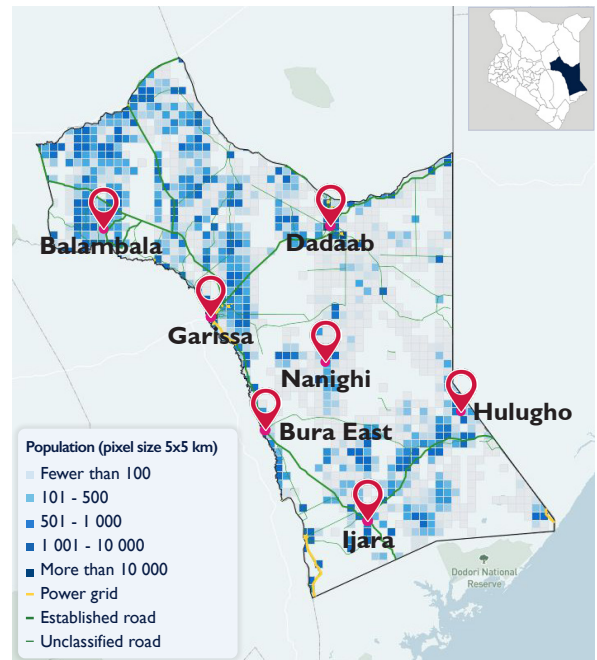 Balambala
Dadaab
Garissa
Nanighi
Hulugho
Bura East
Ijara
Dodori National
Reserve
Population (pixel size 5x5 km)
Fewer than 100
101 - 500
501 - 1 000
1 001 - 10 000
More than 10 000
Power grid
Established road
Unclassified road